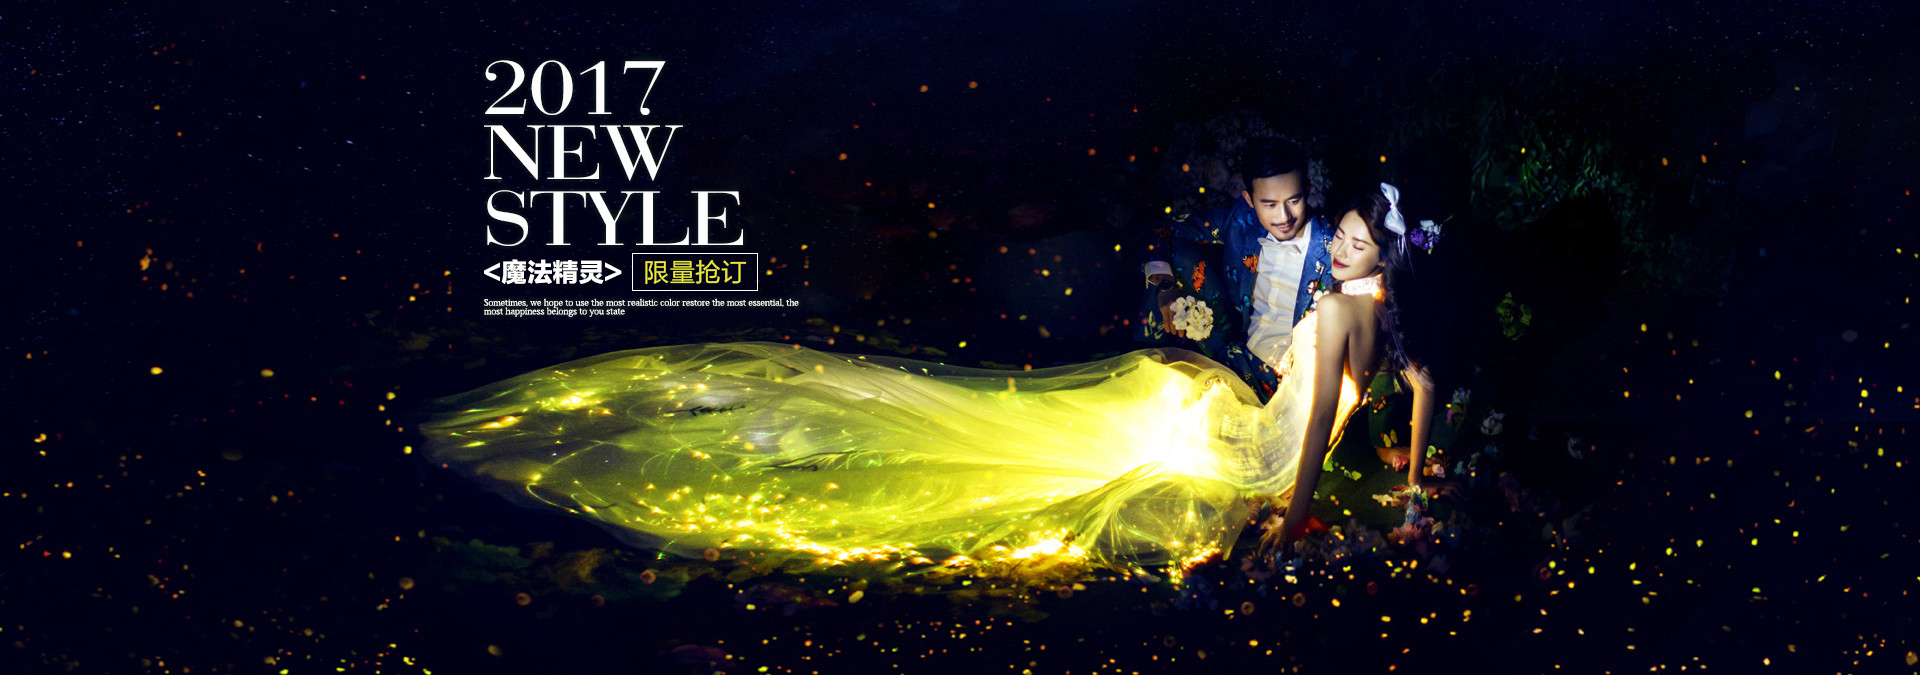 2017
NEW
STYLE
<魔法精灵> 限量抢订
Sometimes, we hope to use the most realistic color restore the most essential, the
most happiness belongs to you state